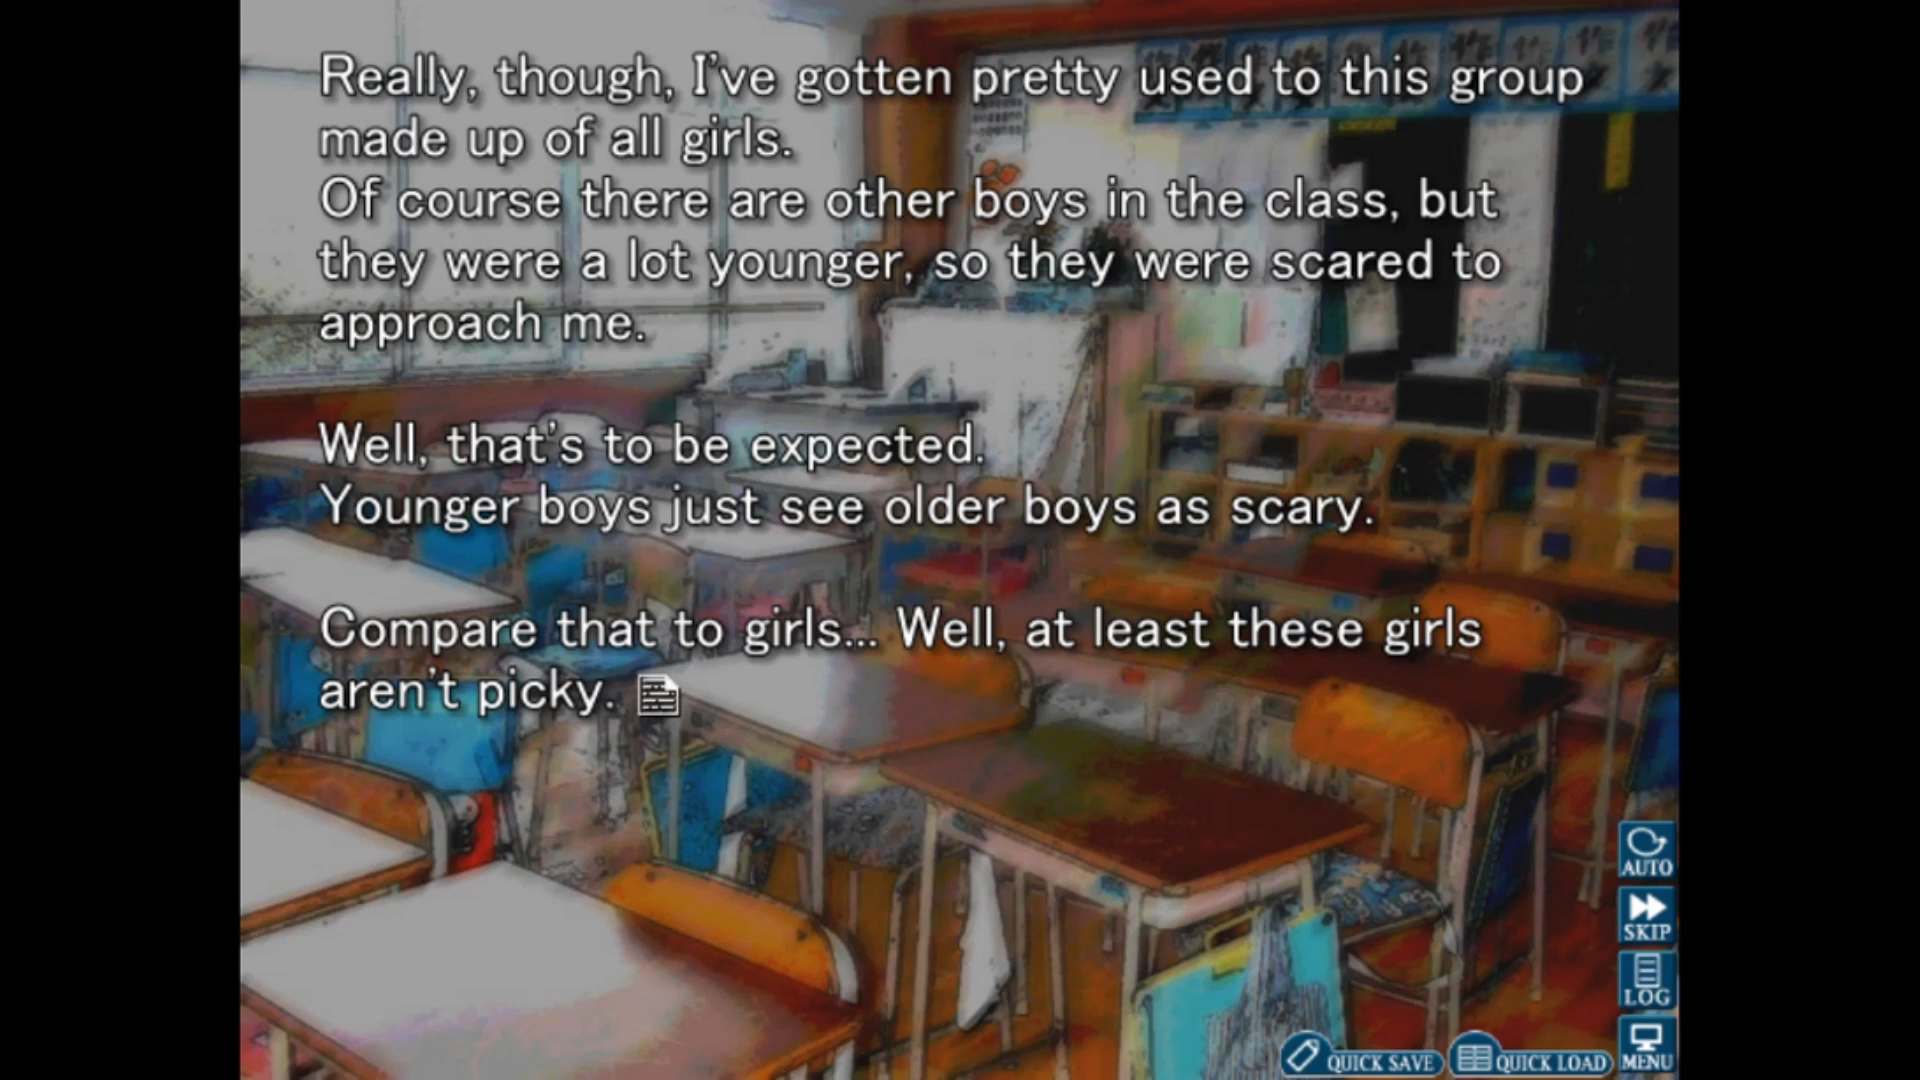 Really, though, I've gotten pretty used to this group
made up of all girls.
Of course there are other boys in the class, but
they were a lot younger, so they were scared to
approach me.
Well, that's to be expected.
Younger boys just see older boys as scary.
Compare that to girls... Well, at least these girls
aren't picky.
AUTO
SKIP
LOG
MENU
QUICK SAVE
QUICK LOAD